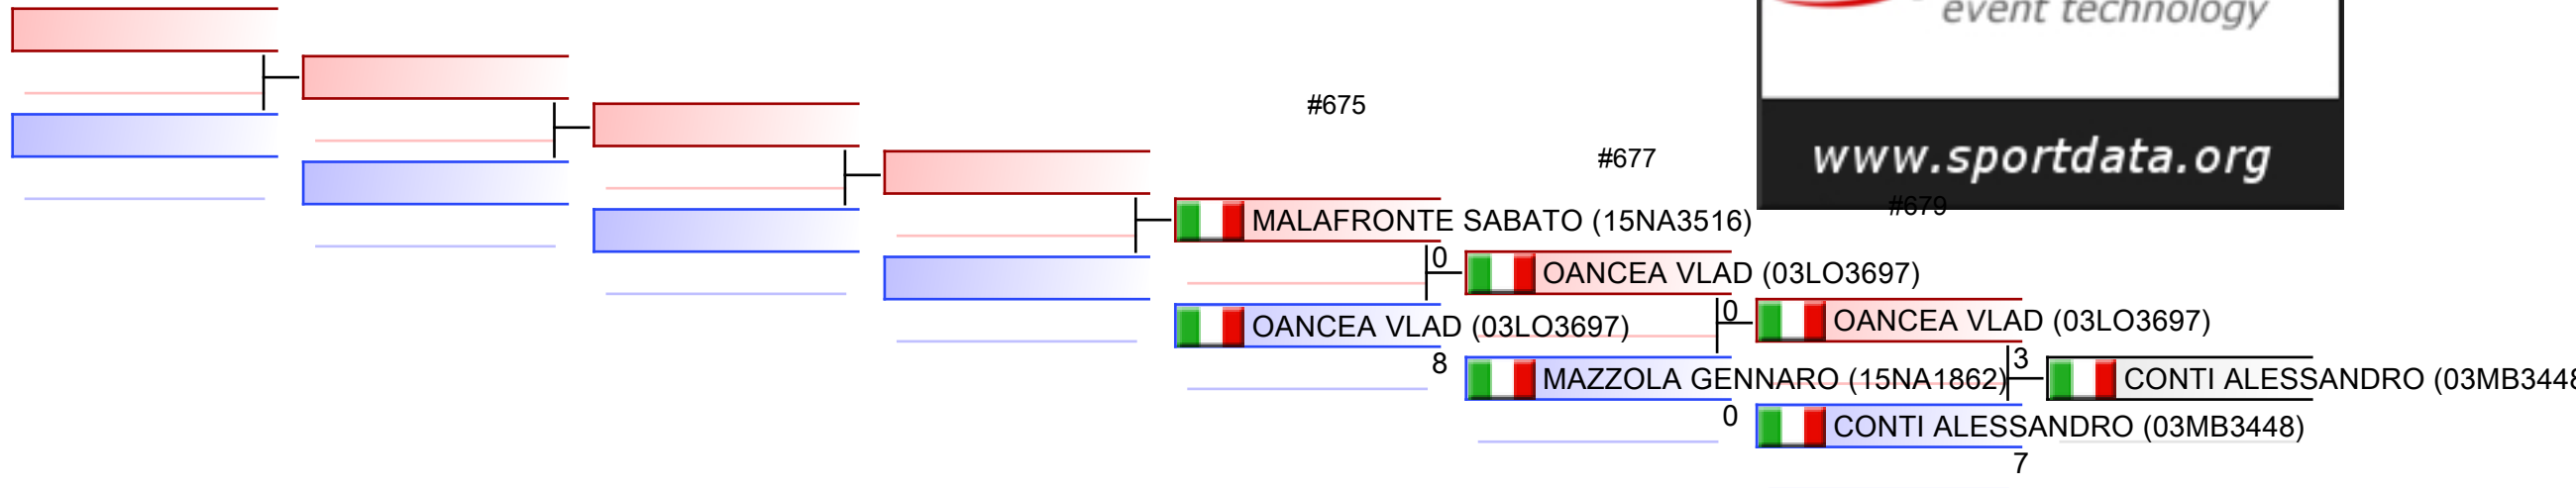 event technology
#675
#677
www.sportdata.org
#679
MALAFRONTE SABATO (15NA3516)
0
OANCEA VLAD (03LO3697)
OANCEA VLAD (03LO3697)
8
0
OANCEA VLAD (03LO3697)
MAZZOLA GENNARO (15NA1862)
0
3
CONTI ALESSANDRO (03MB3448
CONTI ALESSANDRO (03MB3448)
7